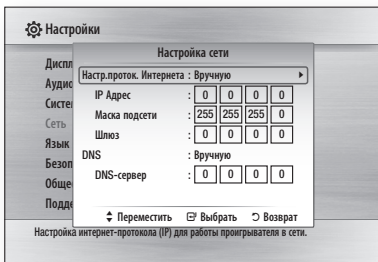 Настройки
Настройка сети
Диспл
Аудио
Систе
Сеть
Язык
Безоп
Обще
Подде
Настр.проток. Интернета : Вручную
IP Адрес : 0 0 0 0
Маска подсети : 255 255 255 0
Шлюз : 0 0 0 0
DNS : Вручную
DNS-сервер : 0 0 0 0
Переместить Выбрать Возврат
Настройка интернет-протокола (IP) для работы проигрывателя в сети.